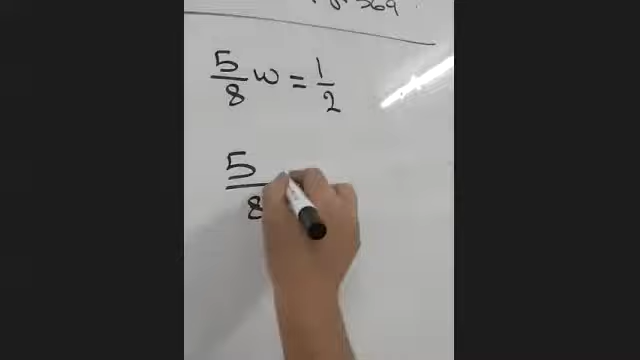 5/8 w = 1/2
5/8